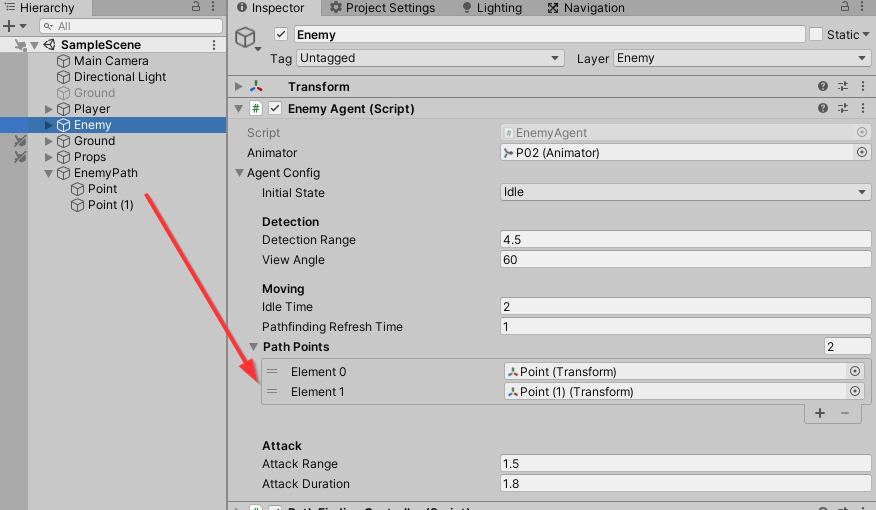 Hierarchy
All
SampleScene
Main Camera
Directional Light
Ground
Player
Enemy
Ground
Props
EnemyPath
Point
Point (1)
Inspector Project Settings Lighting Navigation
Enemy Static
Tag Untagged Layer Enemy
Transform
# Enemy Agent (Script)
Script # EnemyAgent
Animator P02 (Animator)
Agent Config
Initial State Idle
Detection
Detection Range 4.5
View Angle 60
Moving
Idle Time 2
Pathfinding Refresh Time 1
Path Points 2
Element 0 Point (Transform)
Element 1 Point (1) (Transform)
Attack
Attack Range 1.5
Attack Duration 1.8